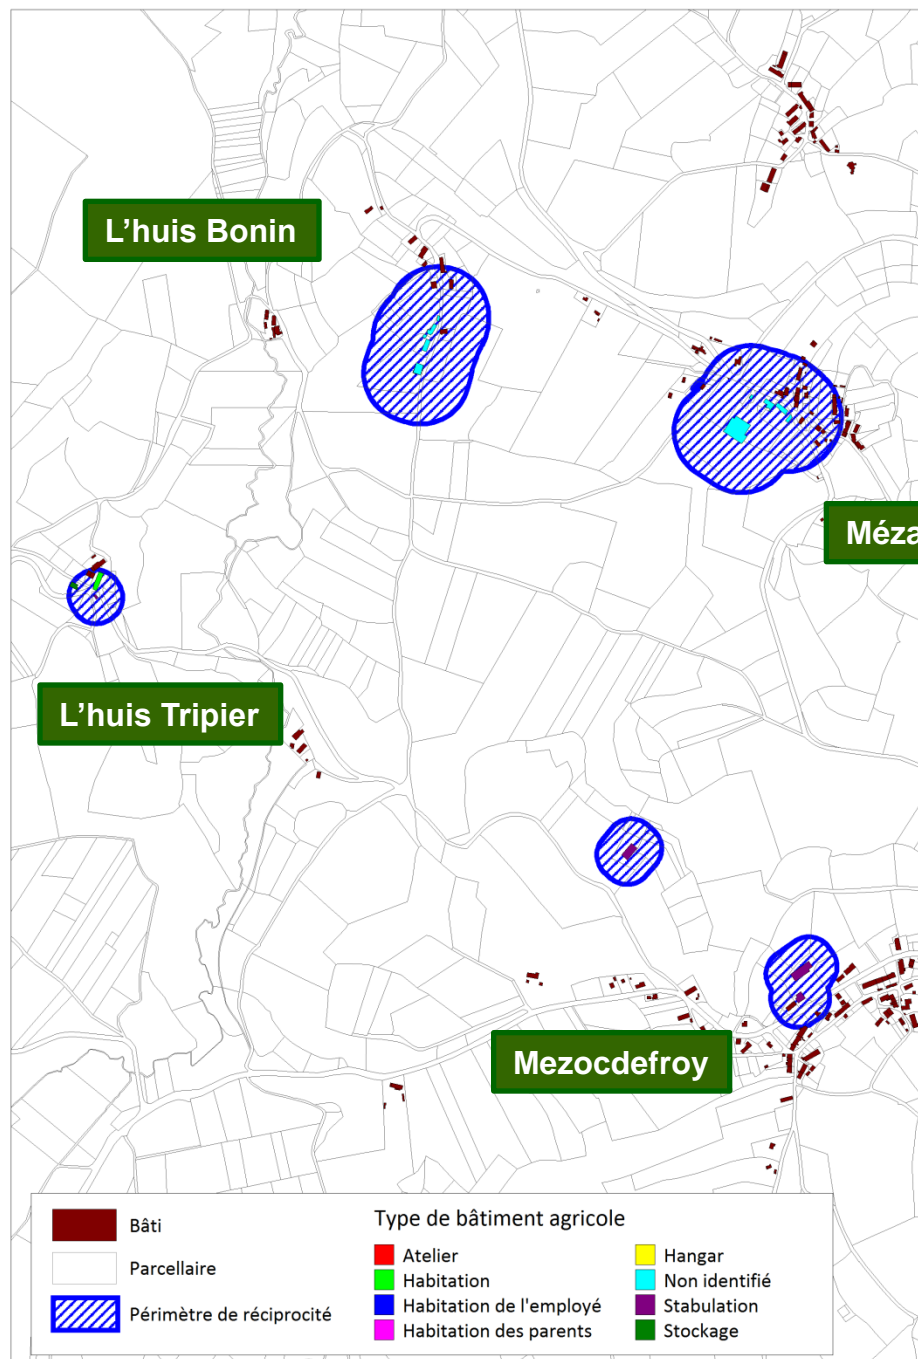 L'huis Bonin
Méza
L'huis Tripier
Mezocdefroy
Bâti
Parcellaire
Périmètre de réciprocité
Type de bâtiment agricole
Atelier
Habitation
Habitation de l'employé
Habitation des parents
Hangar
Non identifié
Stabulation
Stockage